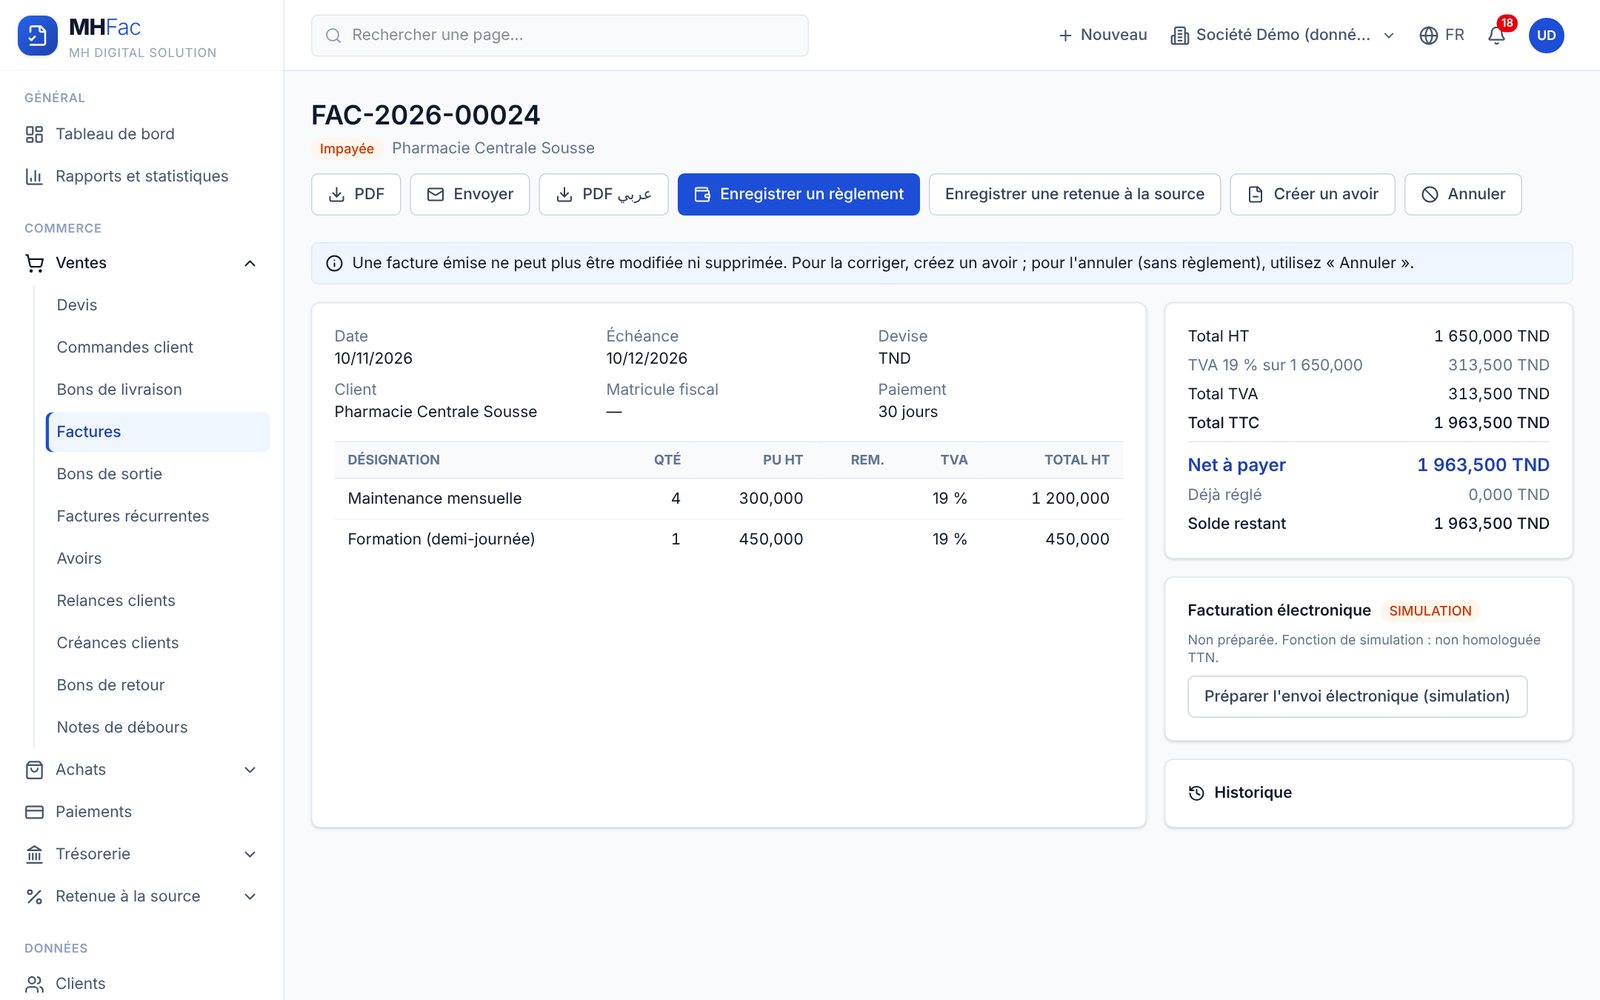 MHFac
MH DIGITAL SOLUTION
Rechercher une page...
Nouveau
Société Démo (donné...
FR
18
UD
GÉNÉRAL
Tableau de bord
Rapports et statistiques
COMMERCE
Ventes
Devis
Commandes client
Bons de livraison
Factures
Bons de sortie
Factures récurrentes
Avoirs
Relances clients
Créances clients
Bons de retour
Notes de débours
Achats
Paiements
Trésorerie
Retenue à la source
DONNÉES
Clients
FAC-2026-00024
Impayée Pharmacie Centrale Sousse
PDF
Envoyer
PDF عربي
Enregistrer un règlement
Enregistrer une retenue à la source
Créer un avoir
Annuler
Une facture émise ne peut plus être modifiée ni supprimée. Pour la corriger, créez un avoir ; pour l'annuler (sans règlement), utilisez « Annuler ».
Date Échéance Devise
10/11/2026 10/12/2026 TND
Client Matricule fiscal Paiement
Pharmacie Centrale Sousse — 30 jours
DÉSIGNATION QTÉ PU HT REM. TVA TOTAL HT
Maintenance mensuelle 4 300,000 19 % 1 200,000
Formation (demi-journée) 1 450,000 19 % 450,000
Total HT 1 650,000 TND
TVA 19 % sur 1 650,000 313,500 TND
Total TVA 313,500 TND
Total TTC 1 963,500 TND
Net à payer 1 963,500 TND
Déjà réglé 0,000 TND
Solde restant 1 963,500 TND
Facturation électronique SIMULATION
Non préparée. Fonction de simulation : non homologuée
TTN.
Préparer l'envoi électronique (simulation)
Historique